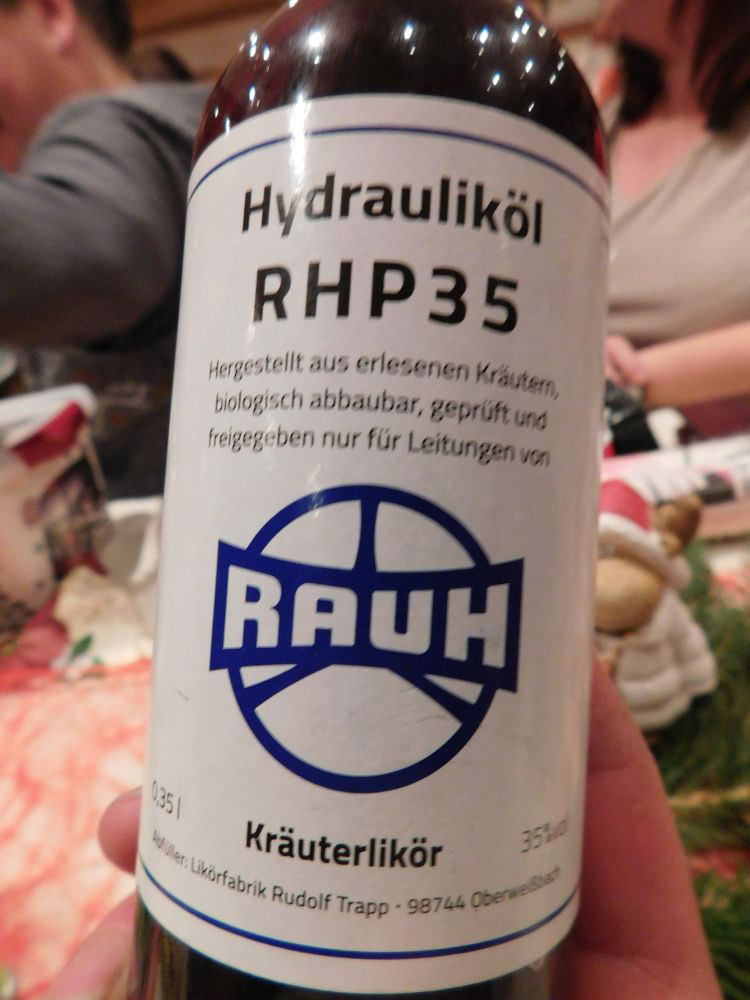 Hydrauliköl
RHP35
Hergestellt aus erlesenen Kräutern,
biologisch abbaubar, geprüft und
freigegeben nur für Leitungen von
RAUH
0,35 l
35%vol
Kräuterlikör
Abfüller: Likörfabrik Rudolf Trapp · 98744 Oberweißbach